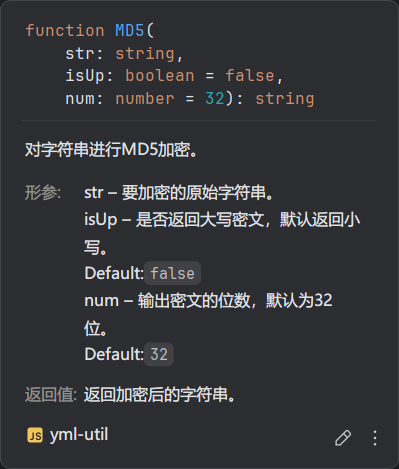 function MD5(
str: string,
isUp: boolean = false,
num: number = 32): string
对字符串进行MD5加密。
形参: str – 要加密的原始字符串。
isUp – 是否返回大写密文，默认返回小
写。
Default: false
num – 输出密文的位数，默认为32
位。
Default: 32
返回值: 返回加密后的字符串。
JS yml-util